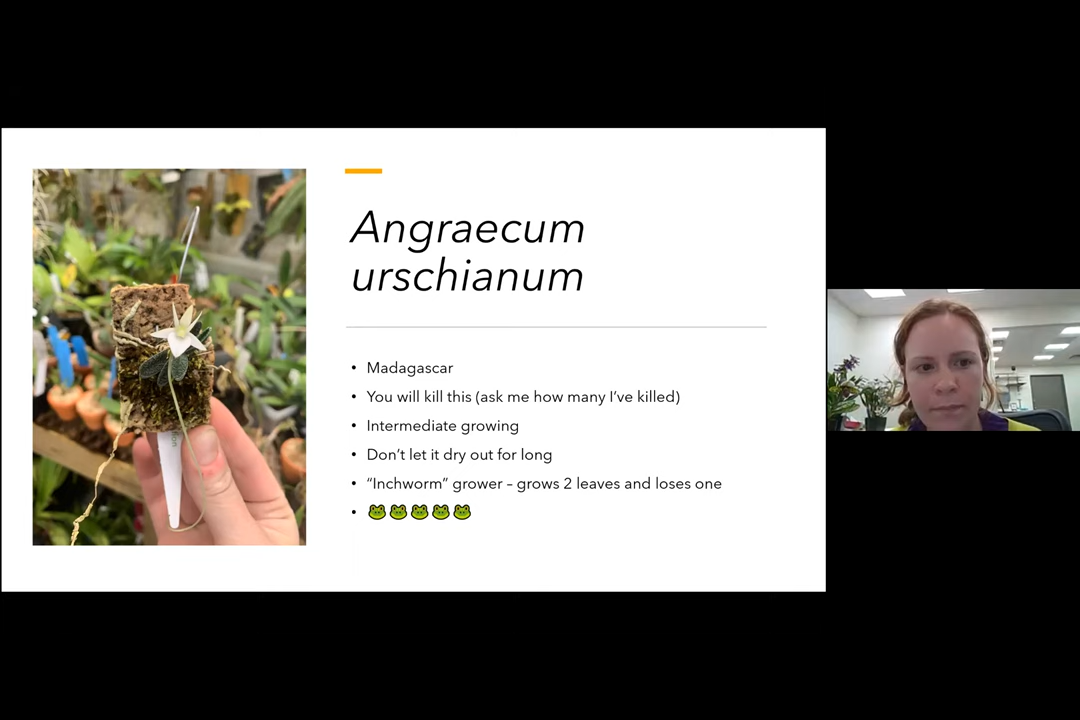 Angraecum
urschianum
• Madagascar
• You will kill this (ask me how many I’ve killed)
• Intermediate growing
• Don’t let it dry out for long
• “Inchworm” grower – grows 2 leaves and loses one
• 🐸🐸🐸🐸🐸